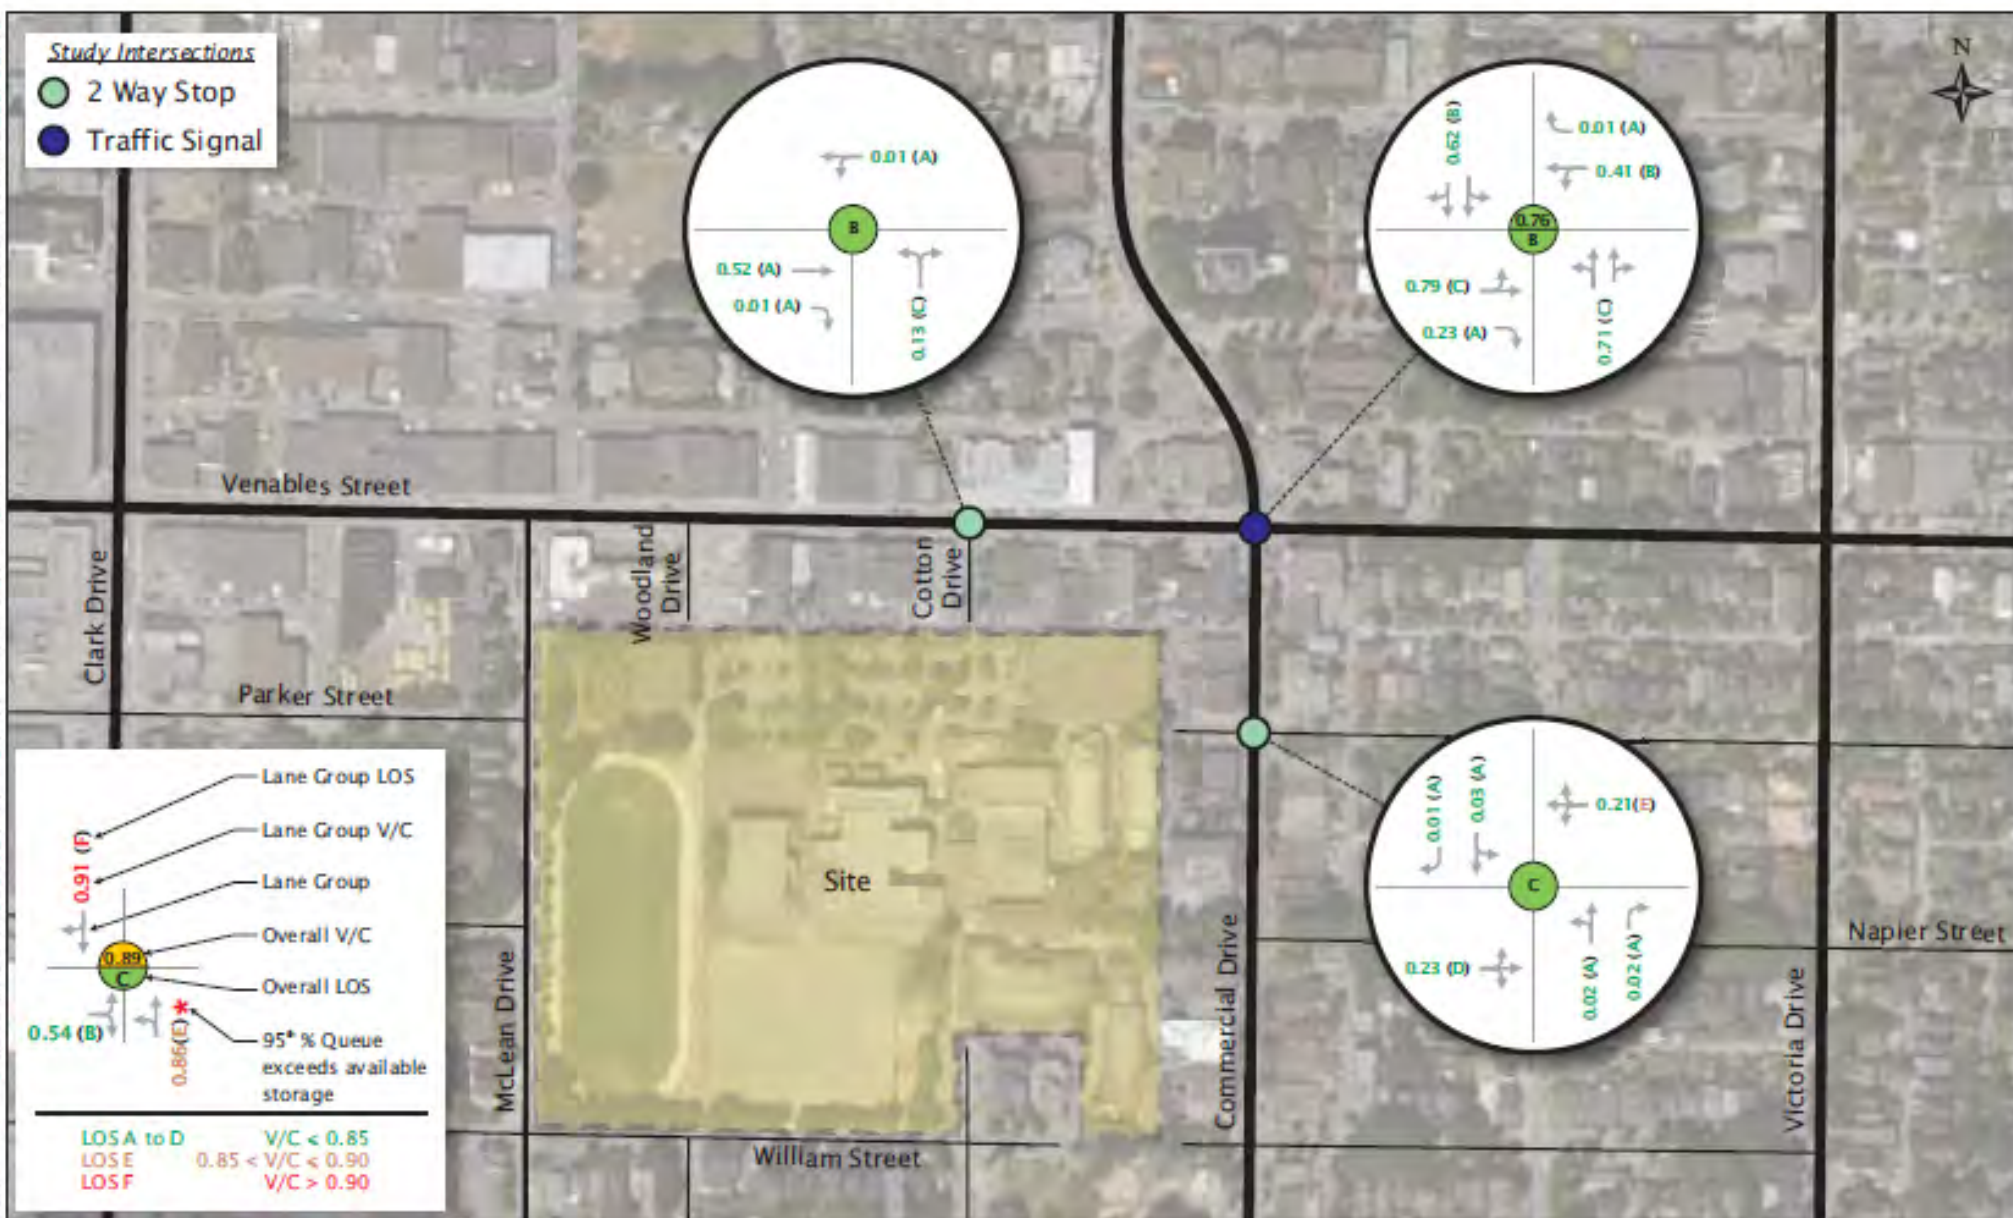 Study Intersections
2 Way Stop
Traffic Signal
N
0.01 (A)
B
0.52 (A)
0.01 (A)
0.13 (C)
0.62 (B)
0.01 (A)
0.41 (B)
0.76
B
0.79 (C)
0.23 (A)
0.71 (C)
Venables Street
Clark Drive
Woodland
Drive
Cotton
Drive
Parker Street
Site
McLean Drive
Commercial Drive
Victoria Drive
Napier Street
William Street
0.01 (A)
0.03 (A)
0.21(E)
C
0.23 (D)
0.02 (A)
0.02 (A)
Lane Group LOS
Lane Group V/C
Lane Group
Overall V/C
Overall LOS
95th % Queue
exceeds available
storage
0.91 (F)
0.89
C
0.54 (B)
0.86(E) *
LOS A to D V/C < 0.85
LOS E 0.85 < V/C < 0.90
LOS F V/C > 0.90